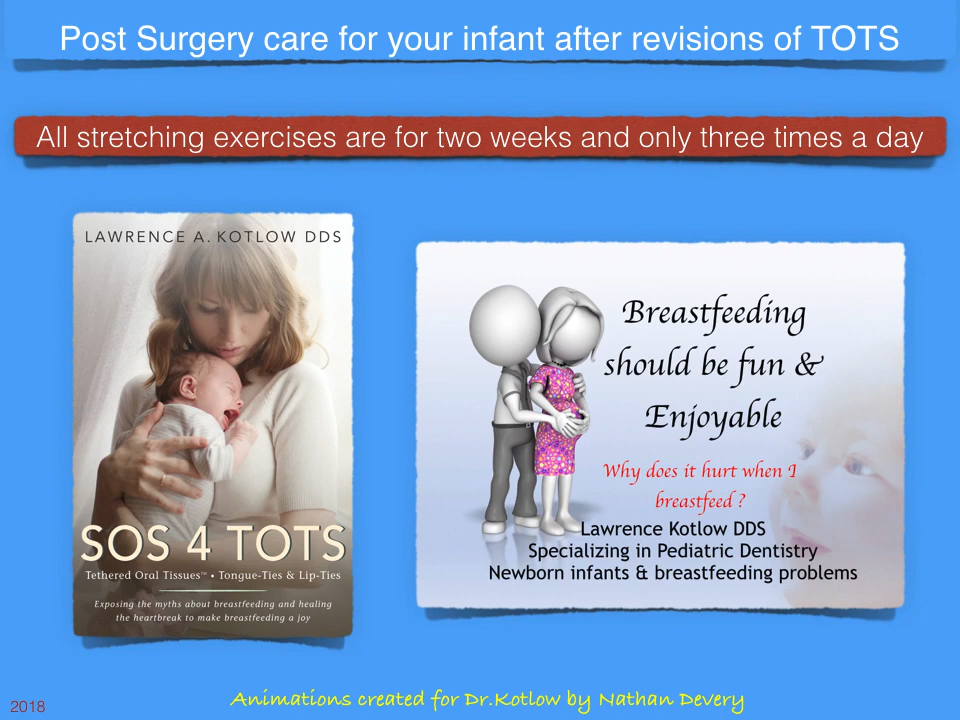 Post Surgery care for your infant after revisions of TOTS
All stretching exercises are for two weeks and only three times a day
LAWRENCE A. KOTLOW DDS
SOS 4 TOTS
Tethered Oral Tissues™ • Tongue-Ties & Lip-Ties
Exposing the myths about breastfeeding and healing
the heartbreak to make breastfeeding a joy
Breastfeeding
should be fun &
Enjoyable
Why does it hurt when I
breastfeed ?
Lawrence Kotlow DDS
Specializing in Pediatric Dentistry
Newborn infants & breastfeeding problems
2018
Animations created for Dr.Kotlow by Nathan Devery